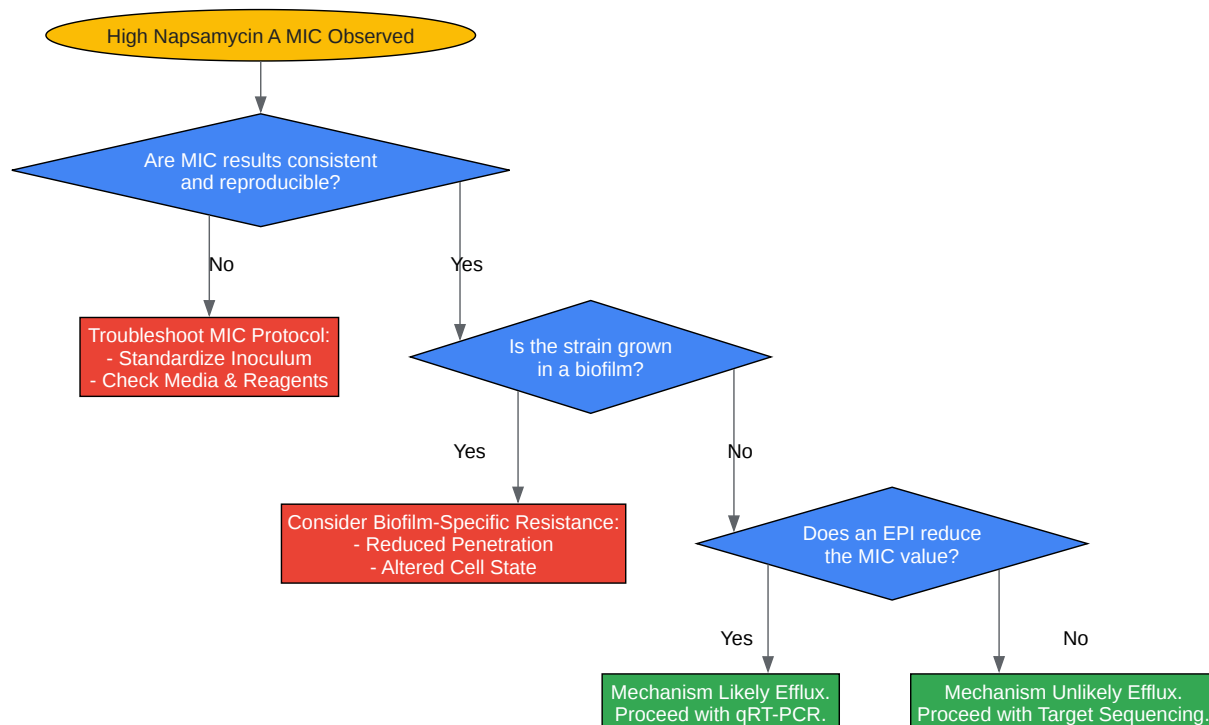 High Napsamycin A MIC Observed
Are MIC results consistent
and reproducible?
No
Yes
Troubleshoot MIC Protocol:
- Standardize Inoculum
- Check Media & Reagents
Is the strain grown
in a biofilm?
Yes
No
Consider Biofilm-Specific Resistance:
- Reduced Penetration
- Altered Cell State
Does an EPI reduce
the MIC value?
Yes
No
Mechanism Likely Efflux.
Proceed with qRT-PCR.
Mechanism Unlikely Efflux.
Proceed with Target Sequencing.